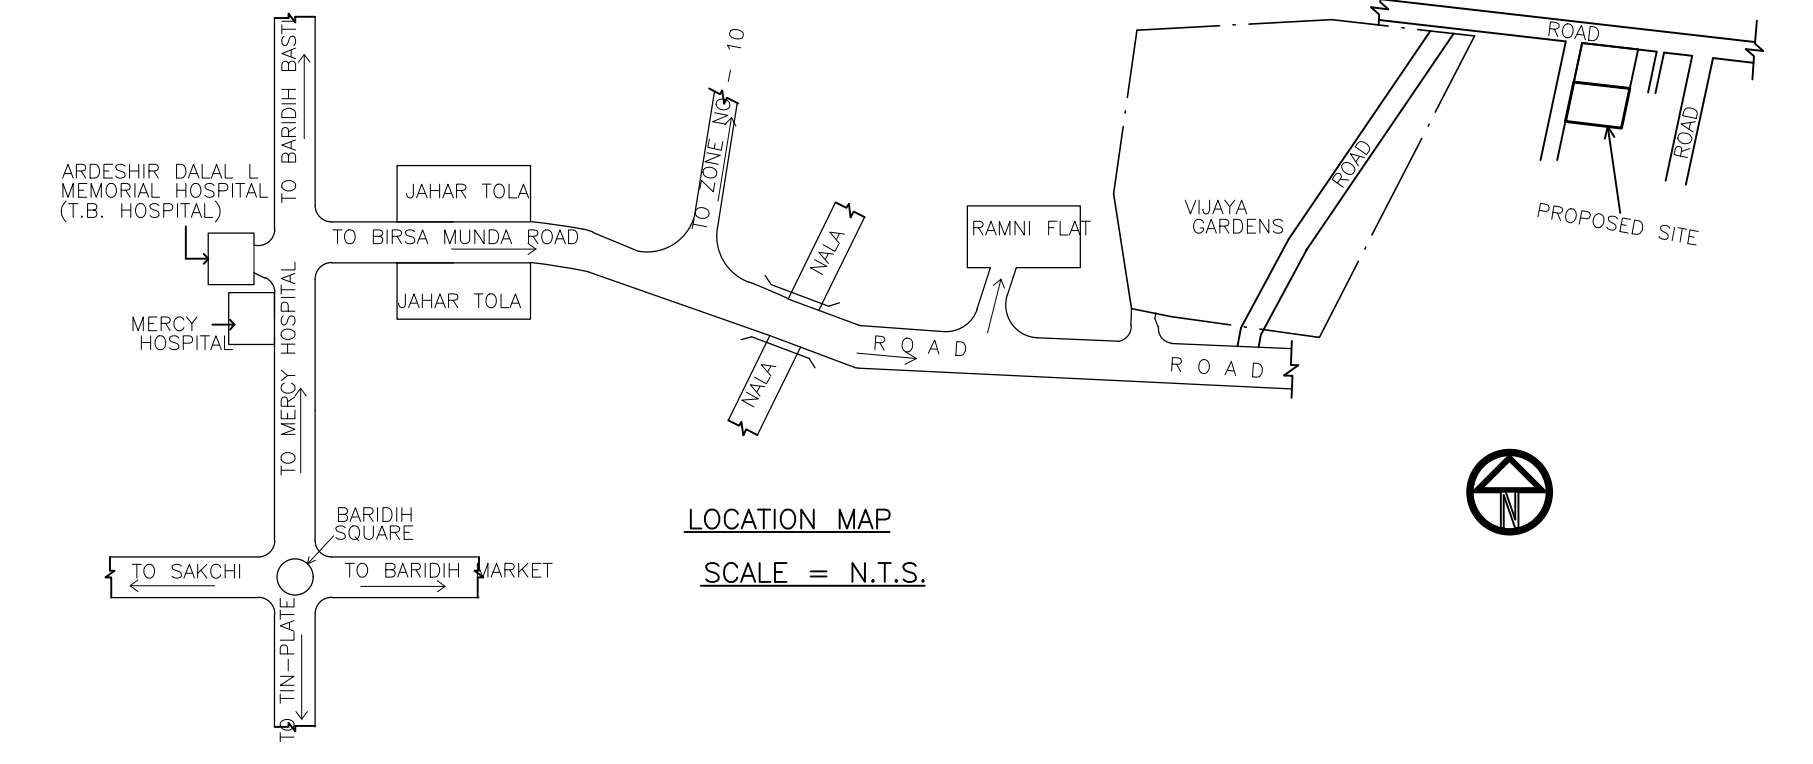 TO BARIDIH BASTI
TO ZONE NO - 10
ROAD
ARDESHIR DALAL L
MEMORIAL HOSPITAL
(T.B. HOSPITAL)
JAHAR TOLA
TO BIRSA MUNDA ROAD
JAHAR TOLA
NALA
RAMNI FLAT
VIJAYA
GARDENS
ROAD
ROAD
PROPOSED SITE
MERCY
HOSPITAL
TO MERCY HOSPITAL
NALA
R O A D
R O A D
BARIDIH
SQUARE
LOCATION MAP
SCALE = N.T.S.
N
TO SAKCHI
TO BARIDIH MARKET
TO TIN-PLATE